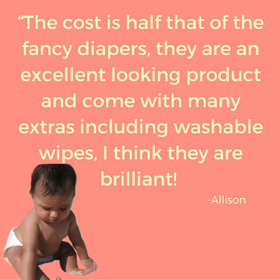 “The cost is half that of the
fancy diapers, they are an
excellent looking product
and come with many
extras including washable
wipes, I think they are
brilliant!
-Allison